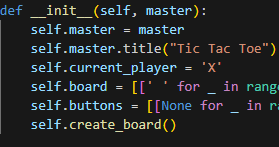 def __init__(self, master):
self.master = master
self.master.title("Tic Tac Toe")
self.current_player = 'X'
self.board = [[' ' for _ in rang
self.buttons = [[None for _ in r
self.create_board()